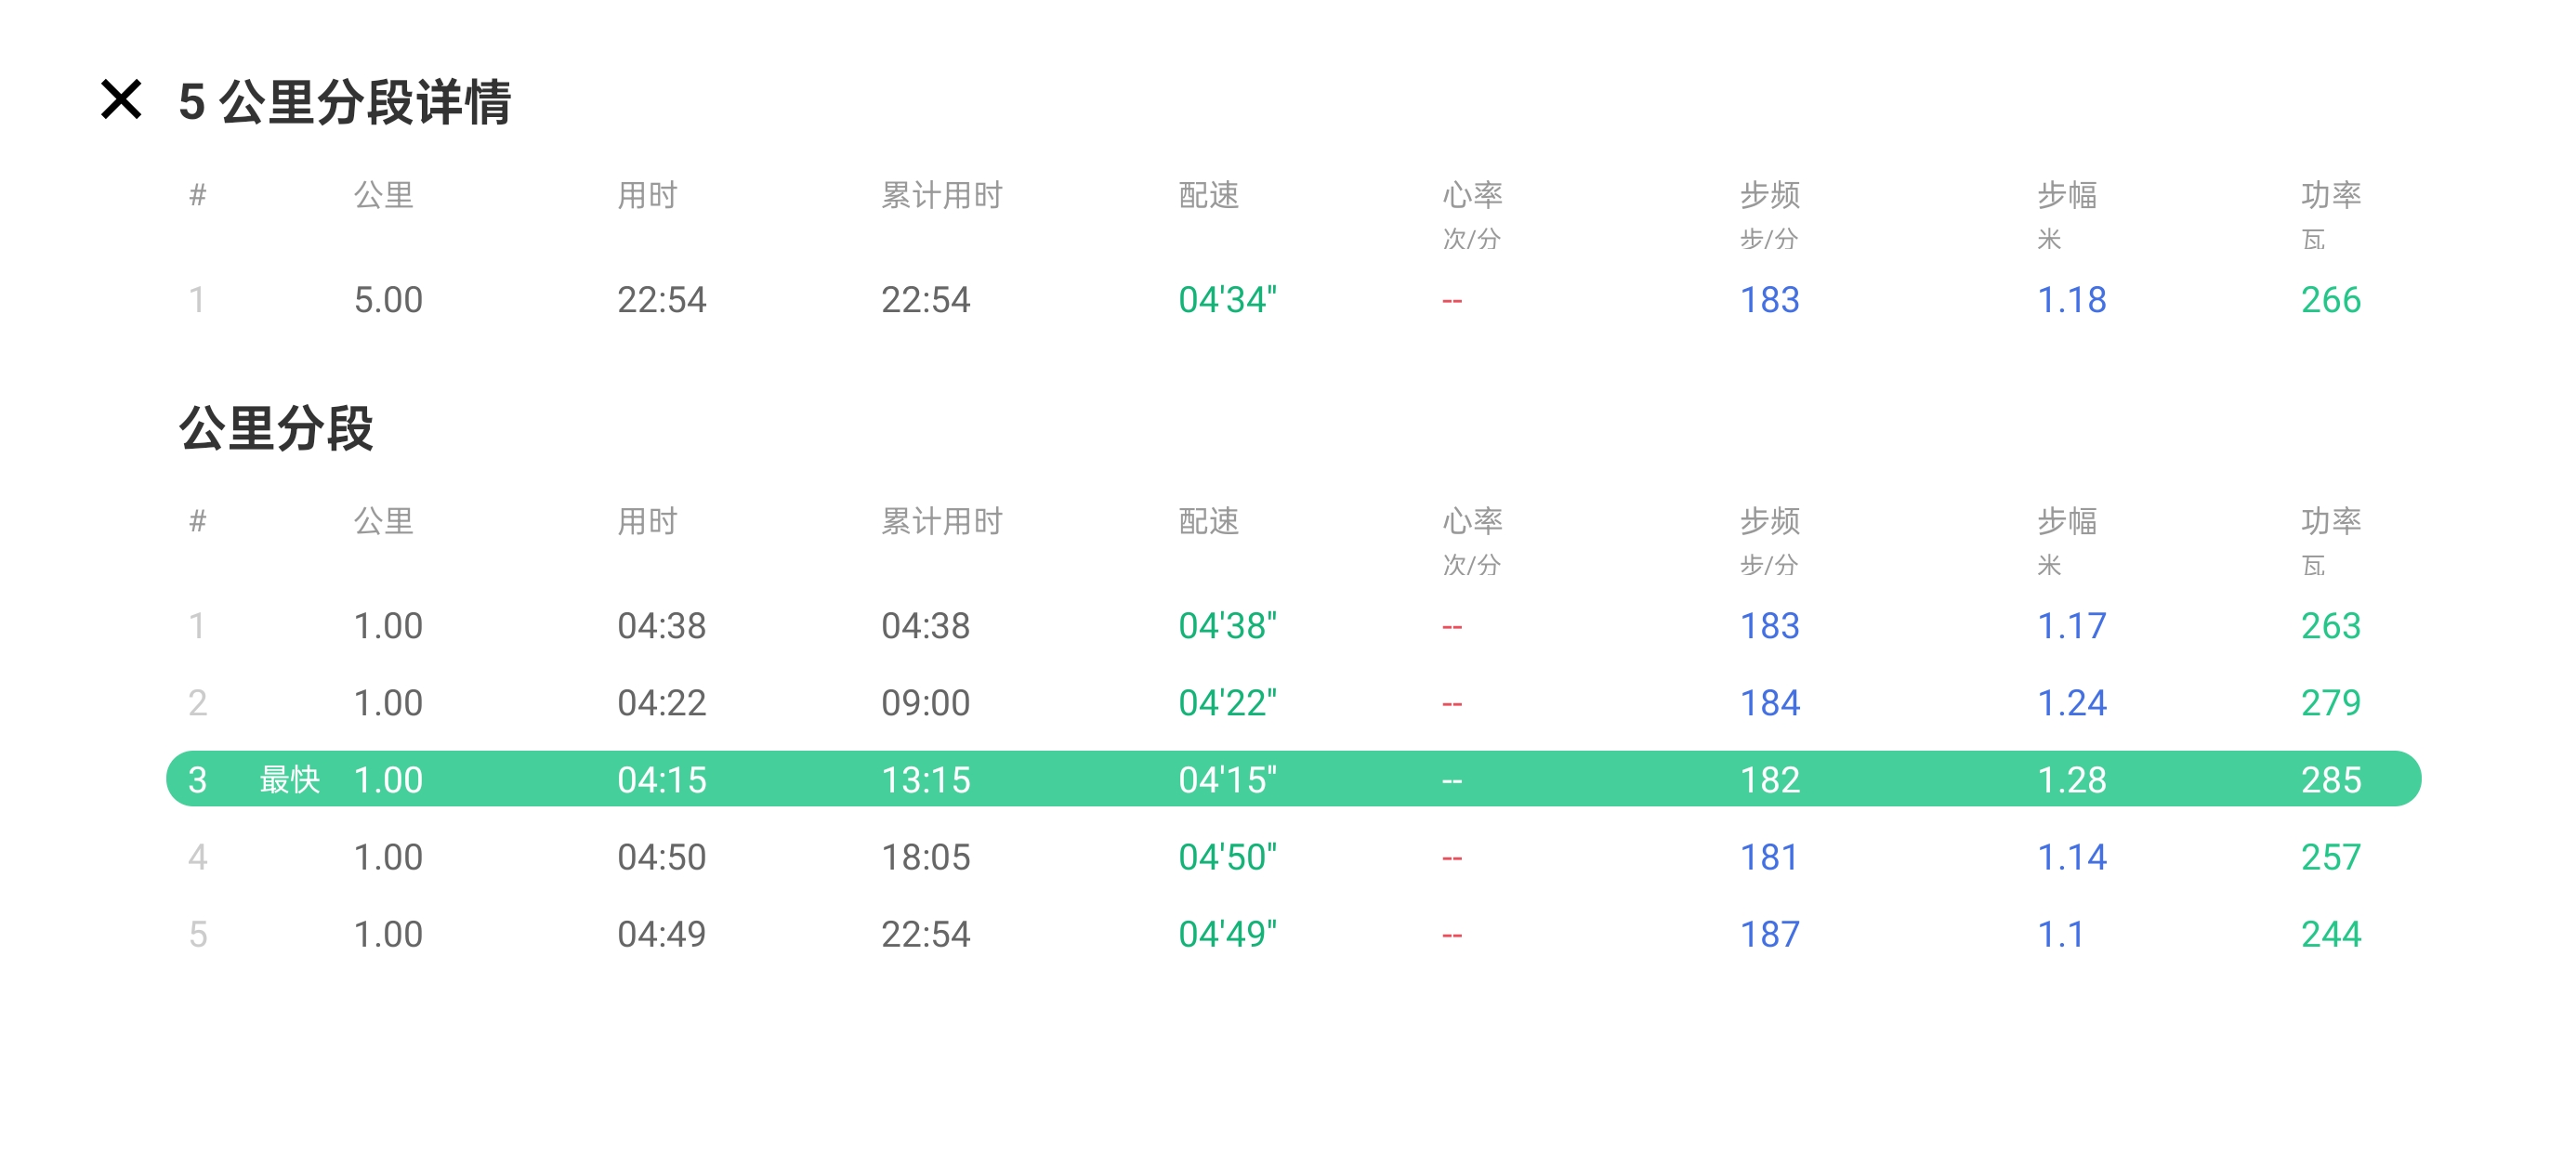 5 公里分段详情
# 公里 用时 累计用时 配速 心率 步频 步幅 功率
次/分 步/分 米 瓦
1 5.00 22:54 22:54 04'34" -- 183 1.18 266
公里分段
# 公里 用时 累计用时 配速 心率 步频 步幅 功率
次/分 步/分 米 瓦
1 1.00 04:38 04:38 04'38" -- 183 1.17 263
2 1.00 04:22 09:00 04'22" -- 184 1.24 279
3 最快 1.00 04:15 13:15 04'15" -- 182 1.28 285
4 1.00 04:50 18:05 04'50" -- 181 1.14 257
5 1.00 04:49 22:54 04'49" -- 187 1.1 244